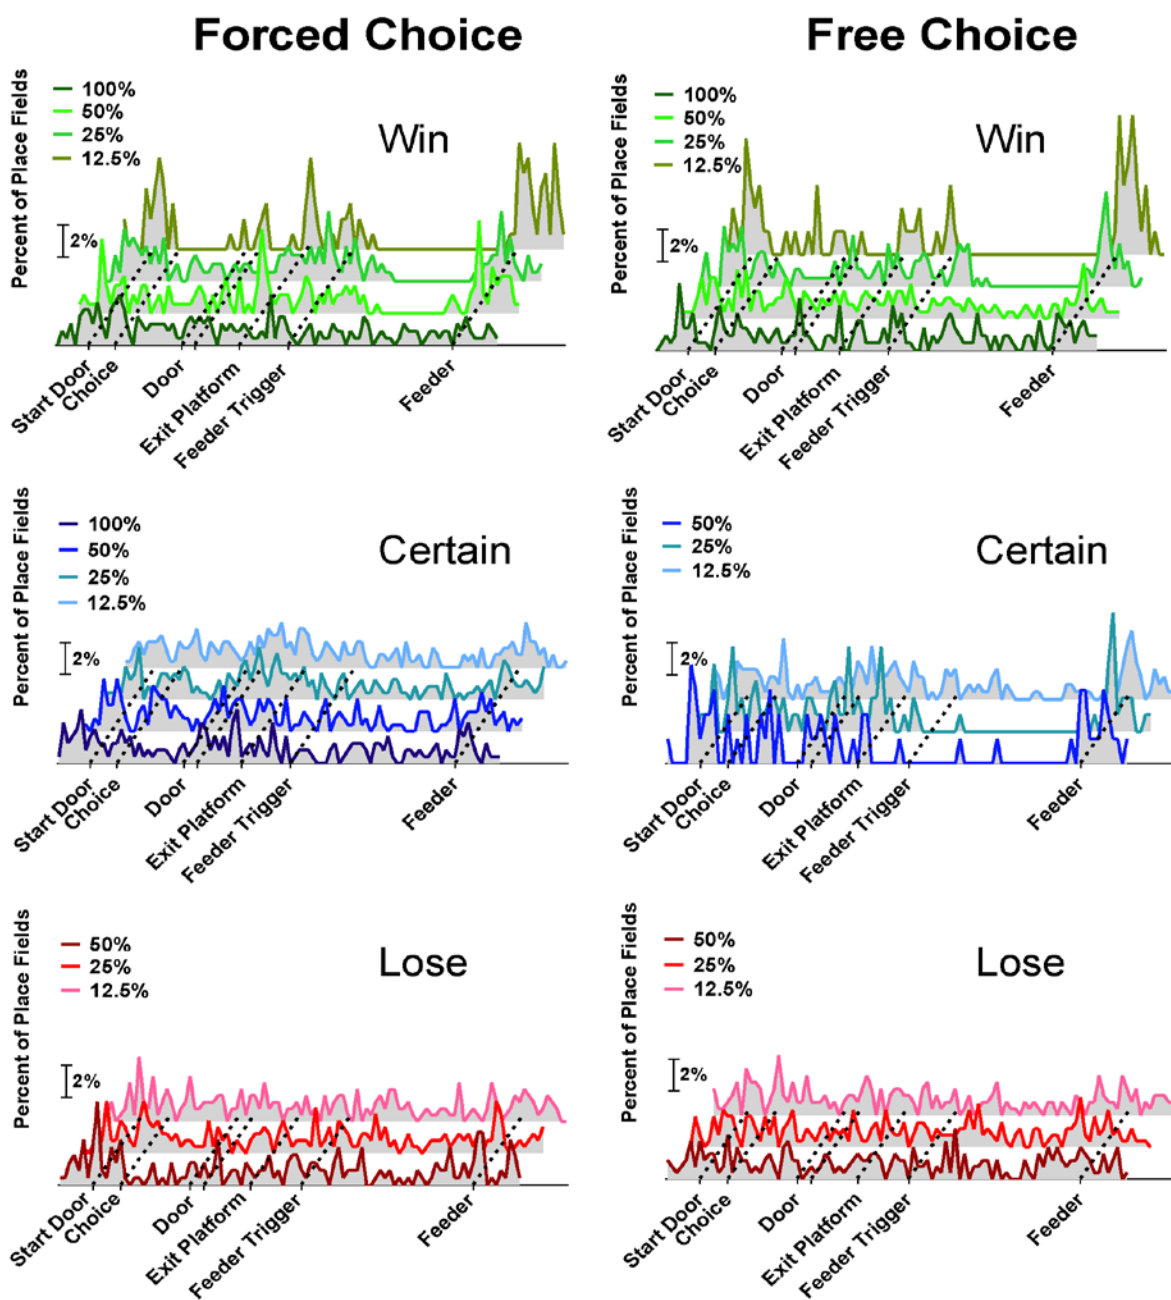 Forced Choice
Free Choice
Percent of Place Fields
100%
50%
25%
12.5%
Win
2%
Start Door
Choice
Door
Exit Platform
Feeder Trigger
Feeder
Percent of Place Fields
100%
50%
25%
12.5%
Win
2%
Start Door
Choice
Door
Exit Platform
Feeder Trigger
Feeder
Percent of Place Fields
100%
50%
25%
12.5%
Certain
2%
Start Door
Choice
Door
Exit Platform
Feeder Trigger
Feeder
Percent of Place Fields
50%
25%
12.5%
Certain
2%
Start Door
Choice
Door
Exit Platform
Feeder Trigger
Feeder
Percent of Place Fields
50%
25%
12.5%
Lose
2%
Start Door
Choice
Door
Exit Platform
Feeder Trigger
Feeder
Percent of Place Fields
50%
25%
12.5%
Lose
2%
Start Door
Choice
Door
Exit Platform
Feeder Trigger
Feeder